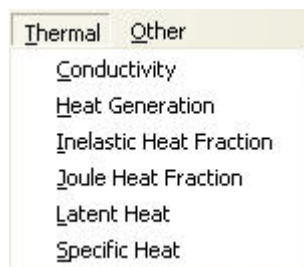 Thermal Other
Conductivity
Heat Generation
Inelastic Heat Fraction
Joule Heat Fraction
Latent Heat
Specific Heat